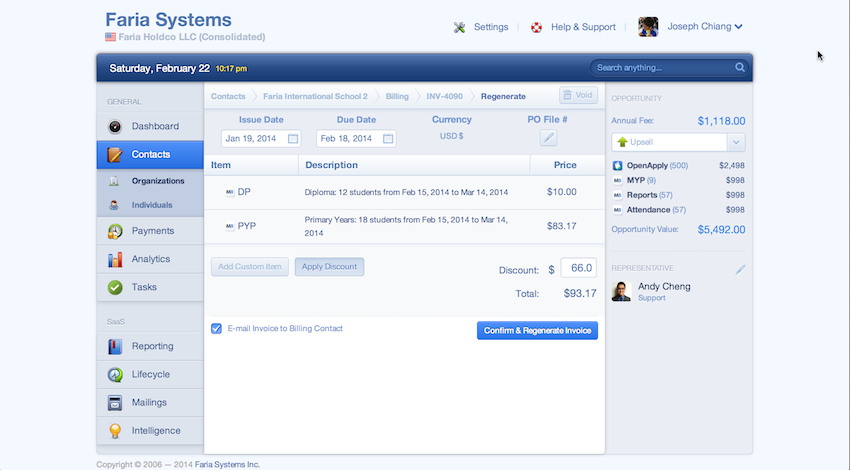 Faria Systems
Faria Holdco LLC (Consolidated)
Settings
Help & Support
Joseph Chiang
Saturday, February 22 10:17 pm
Search anything...
GENERAL
Dashboard
Contacts
Organizations
Individuals
Payments
Analytics
Tasks
SaaS
Reporting
Lifecycle
Mailings
Intelligence
Contacts Faria International School 2 Billing INV-4090 Regenerate
Void
Issue Date Due Date Currency PO File #
Jan 19, 2014 Feb 18, 2014 USD $
Item Description Price
DP Diploma: 12 students from Feb 15, 2014 to Mar 14, 2014 $10.00
PYP Primary Years: 18 students from Feb 15, 2014 to Mar 14,
2014 $83.17
Add Custom Item Apply Discount
Discount: $ 66.0
Total: $93.17
E-mail Invoice to Billing Contact
Confirm & Regenerate Invoice
OPPORTUNITY
Annual Fee: $1,118.00
Upsell
OpenApply (500) $2,498
MYP (9) $998
Reports (57) $998
Attendance (57) $998
Opportunity Value: $5,492.00
REPRESENTATIVE
Andy Cheng
Support
Copyright © 2006 — 2014 Faria Systems Inc.